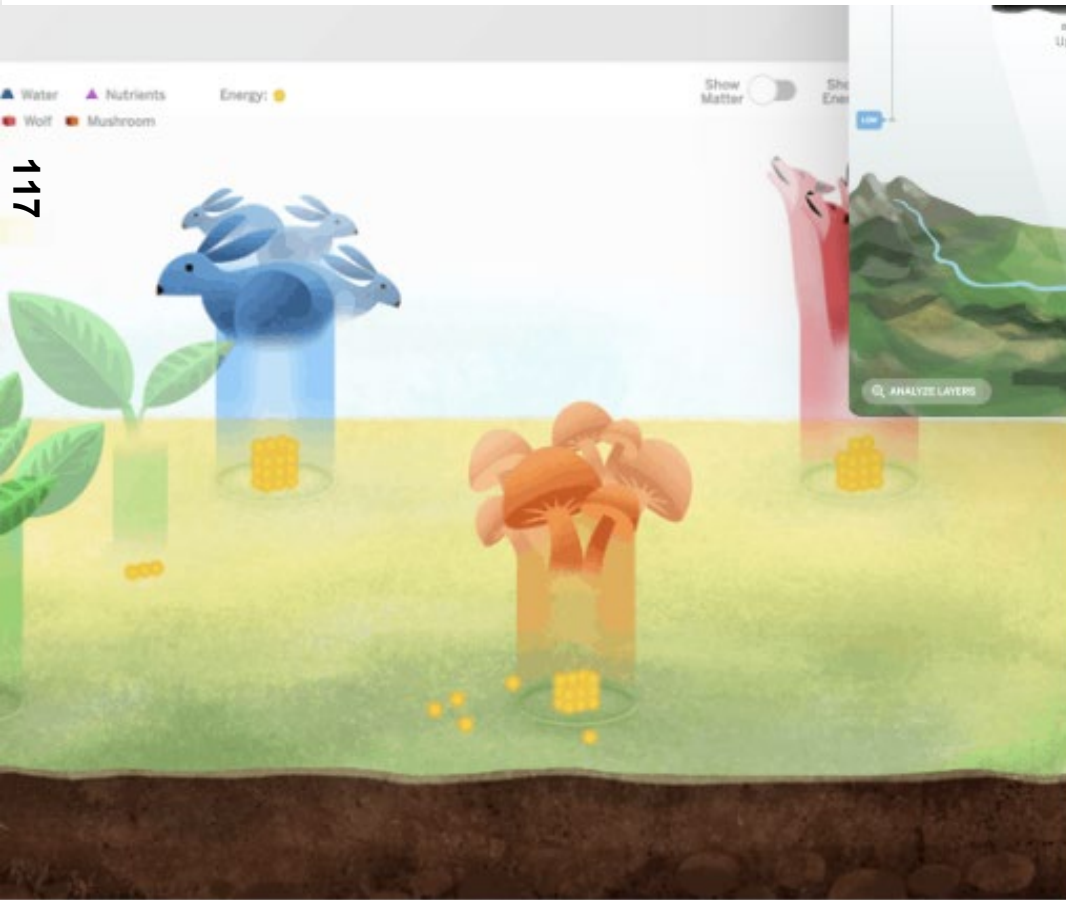 Water Nutrients Energy:
Wolf Mushroom
Show
Matter
117
LOW
ANALYZE LAYERS